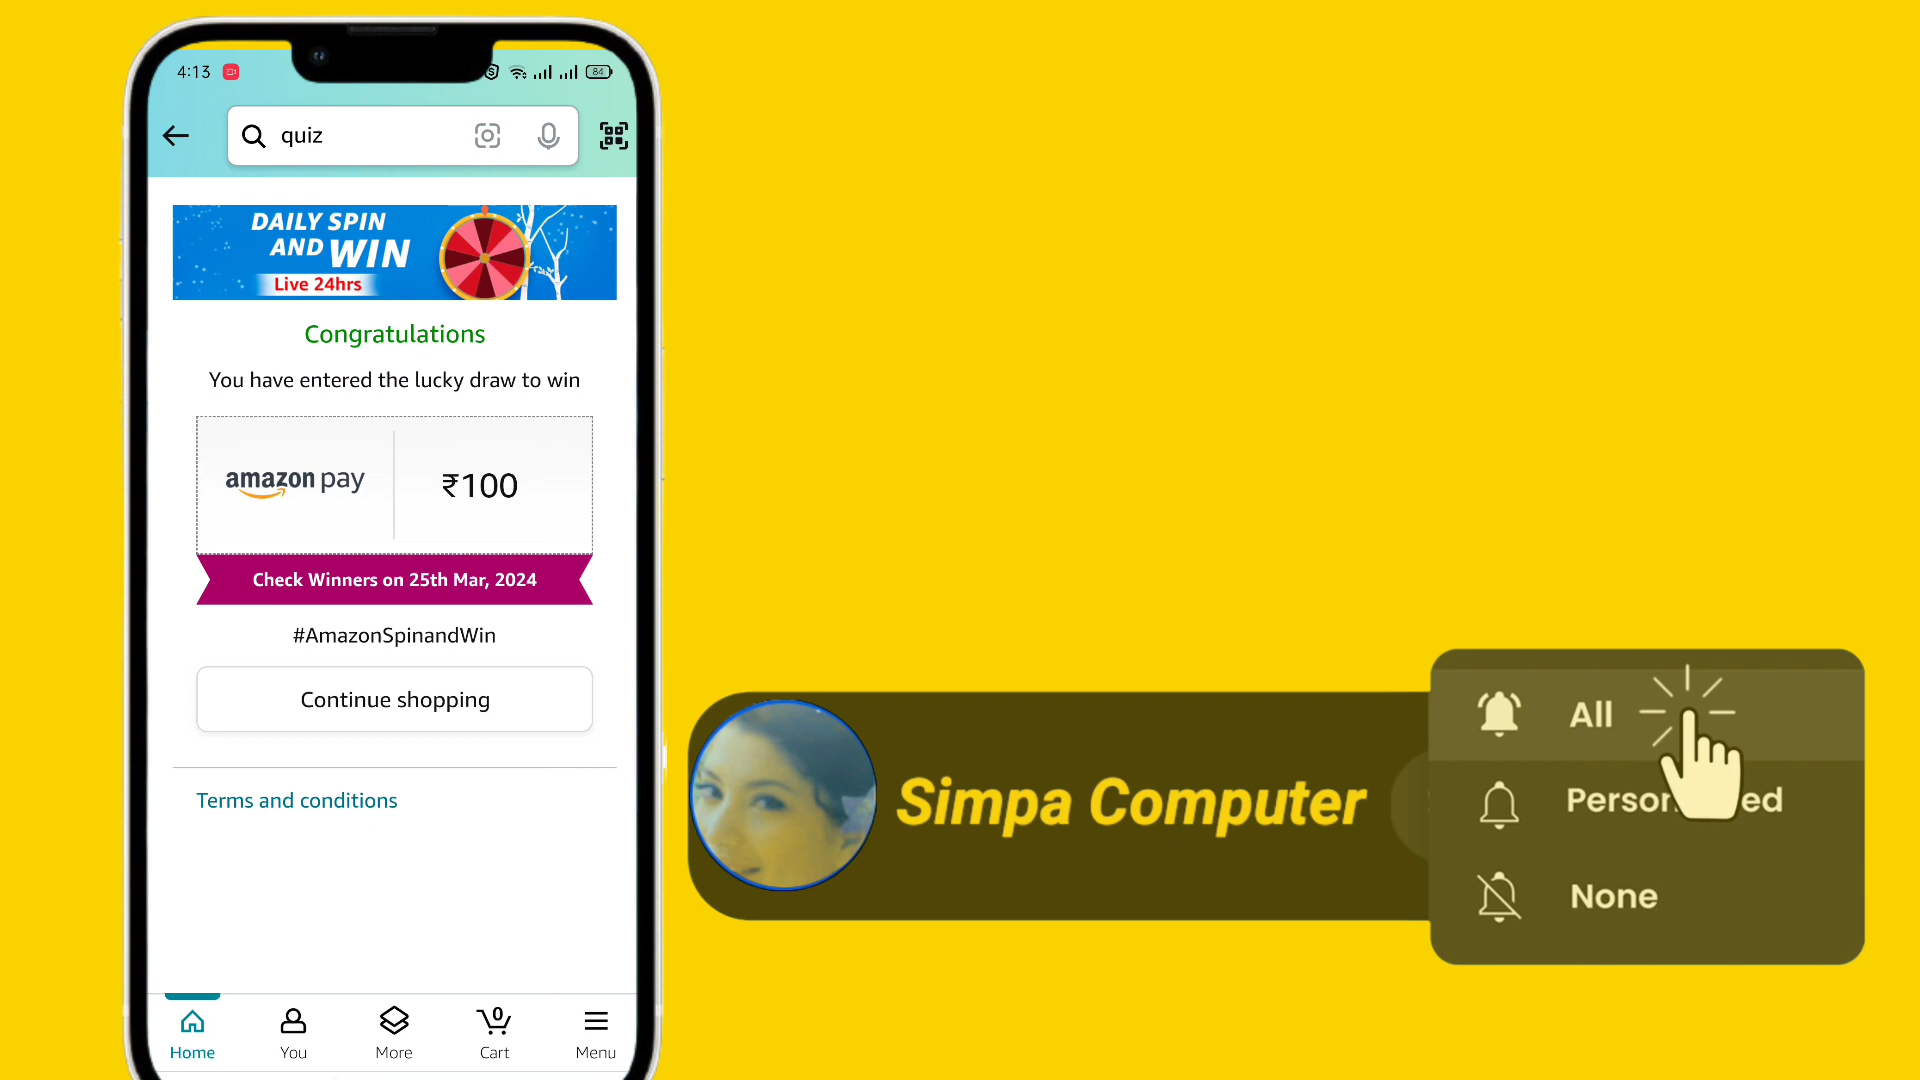 4:13
84
quiz
DAILY SPIN
AND WIN
Live 24hrs
Congratulations
You have entered the lucky draw to win
amazon pay
₹100
Check Winners on 25th Mar, 2024
#AmazonSpinandWin
Continue shopping
Terms and conditions
Home
You
More
0
Cart
Menu
Simpa Computer
All
None